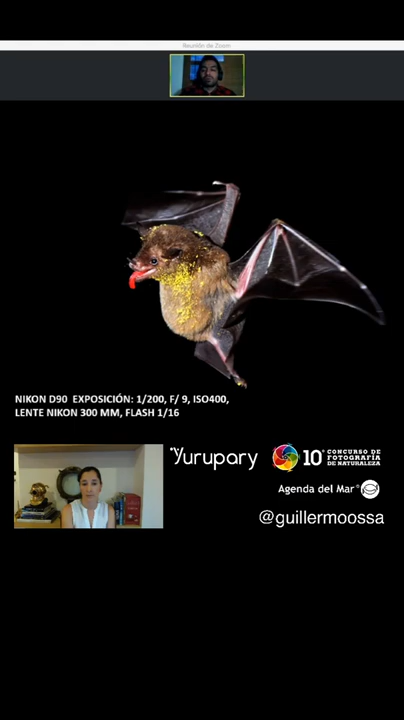 Reunión de Zoom
NIKON D90 EXPOSICIÓN: 1/200, F/ 9, ISO400,
LENTE NIKON 300 MM, FLASH 1/16
Yurupary
10° CONCURSO DE
FOTOGRAFÍA
DE NATURALEZA
Agenda del Mar
@guillermoossa